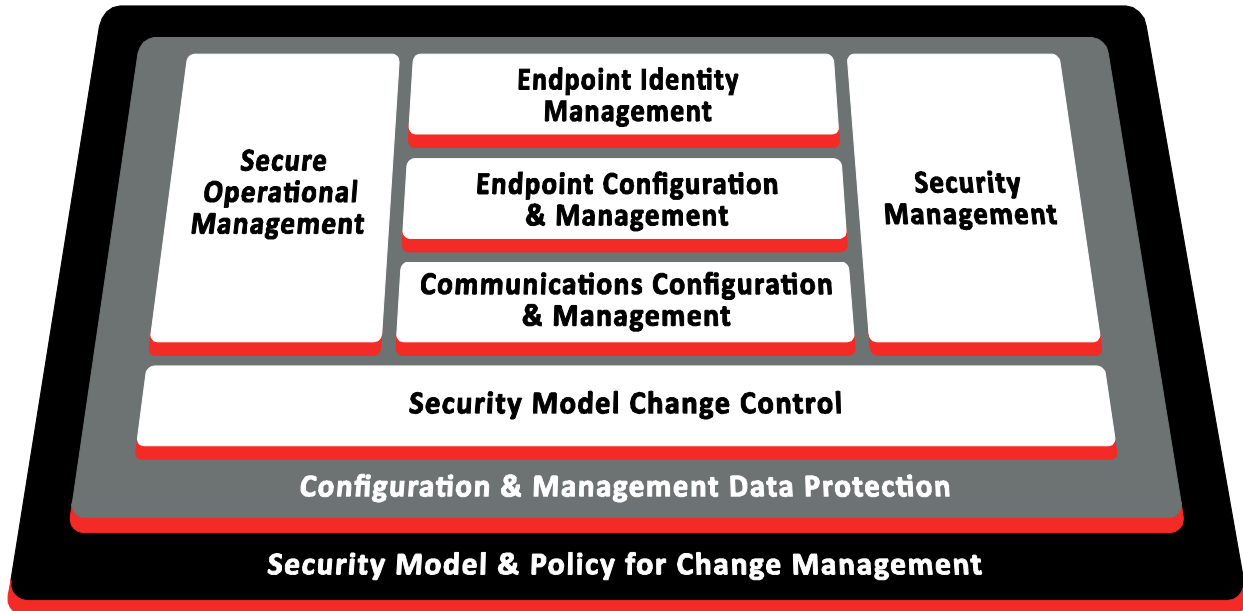 Secure
Operational
Management
Endpoint Identity
Management
Endpoint Configuration
& Management
Communications Configuration
& Management
Security
Management
Security Model Change Control
Configuration & Management Data Protection
Security Model & Policy for Change Management